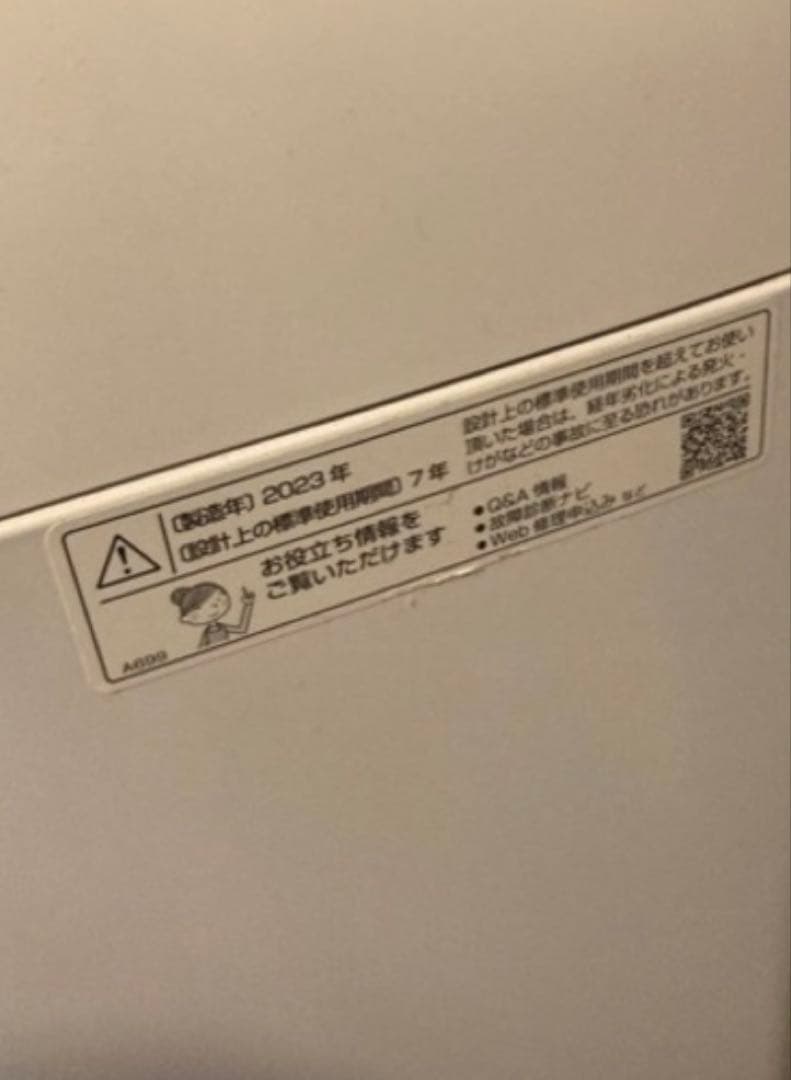 〔製造年〕2023年
〔設計上の標準使用期間〕7年
設計上の標準使用期間を超えてお使い
頂いた場合は、経年劣化による発火・
けがなどの事故に至る恐れがあります。
お役立ち情報を
ご覧いただけます
●Q&A 情報
●故障診断ナビ
●Web 修理申込み など
A699